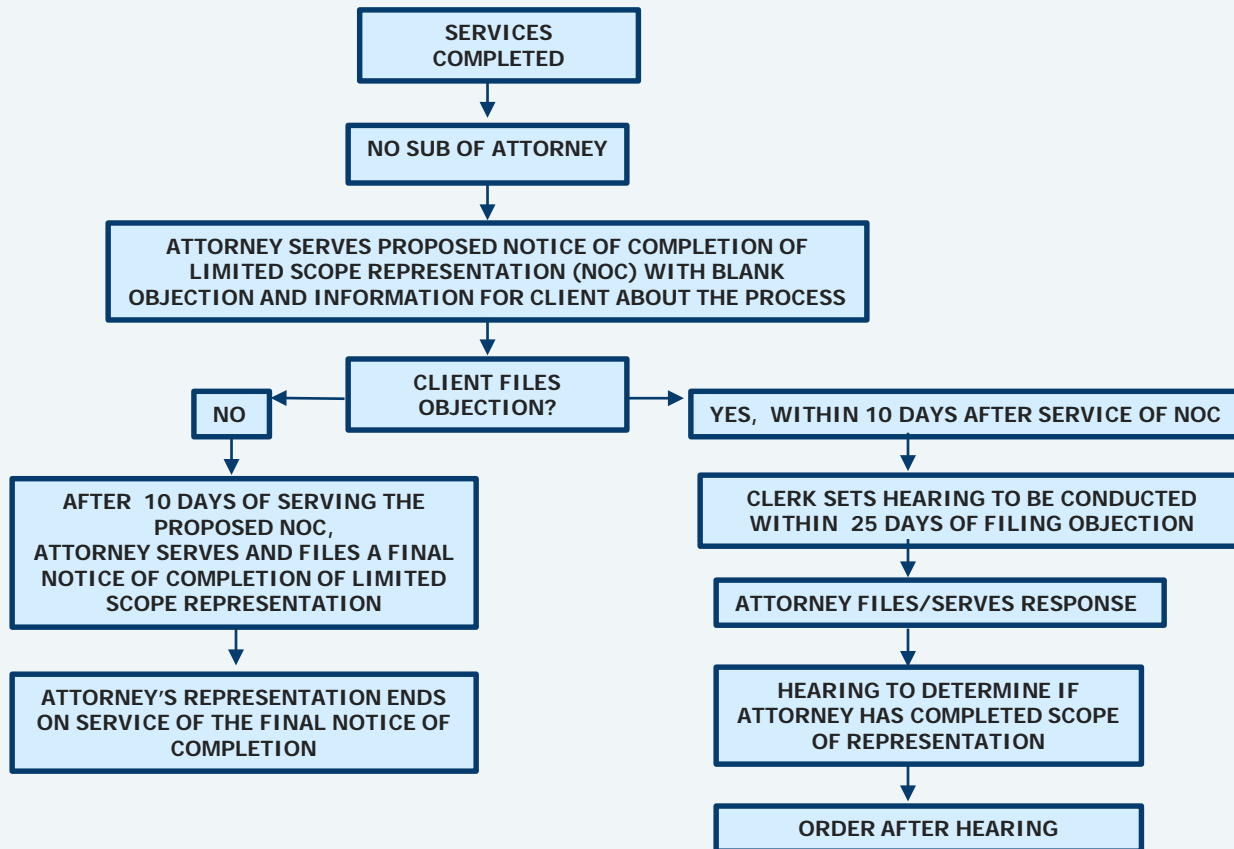 SERVICES
COMPLETED
NO SUB OF ATTORNEY
ATTORNEY SERVES PROPOSED NOTICE OF COMPLETION OF
LIMITED SCOPE REPRESENTATION (NOC) WITH BLANK
OBJECTION AND INFORMATION FOR CLIENT ABOUT THE PROCESS
CLIENT FILES
OBJECTION?
NO
AFTER 10 DAYS OF SERVING THE
PROPOSED NOC,
ATTORNEY SERVES AND FILES A FINAL
NOTICE OF COMPLETION OF LIMITED
SCOPE REPRESENTATION
ATTORNEY’S REPRESENTATION ENDS
ON SERVICE OF THE FINAL NOTICE OF
COMPLETION
YES, WITHIN 10 DAYS AFTER SERVICE OF NOC
CLERK SETS HEARING TO BE CONDUCTED
WITHIN 25 DAYS OF FILING OBJECTION
ATTORNEY FILES/SERVES RESPONSE
HEARING TO DETERMINE IF
ATTORNEY HAS COMPLETED SCOPE
OF REPRESENTATION
ORDER AFTER HEARING